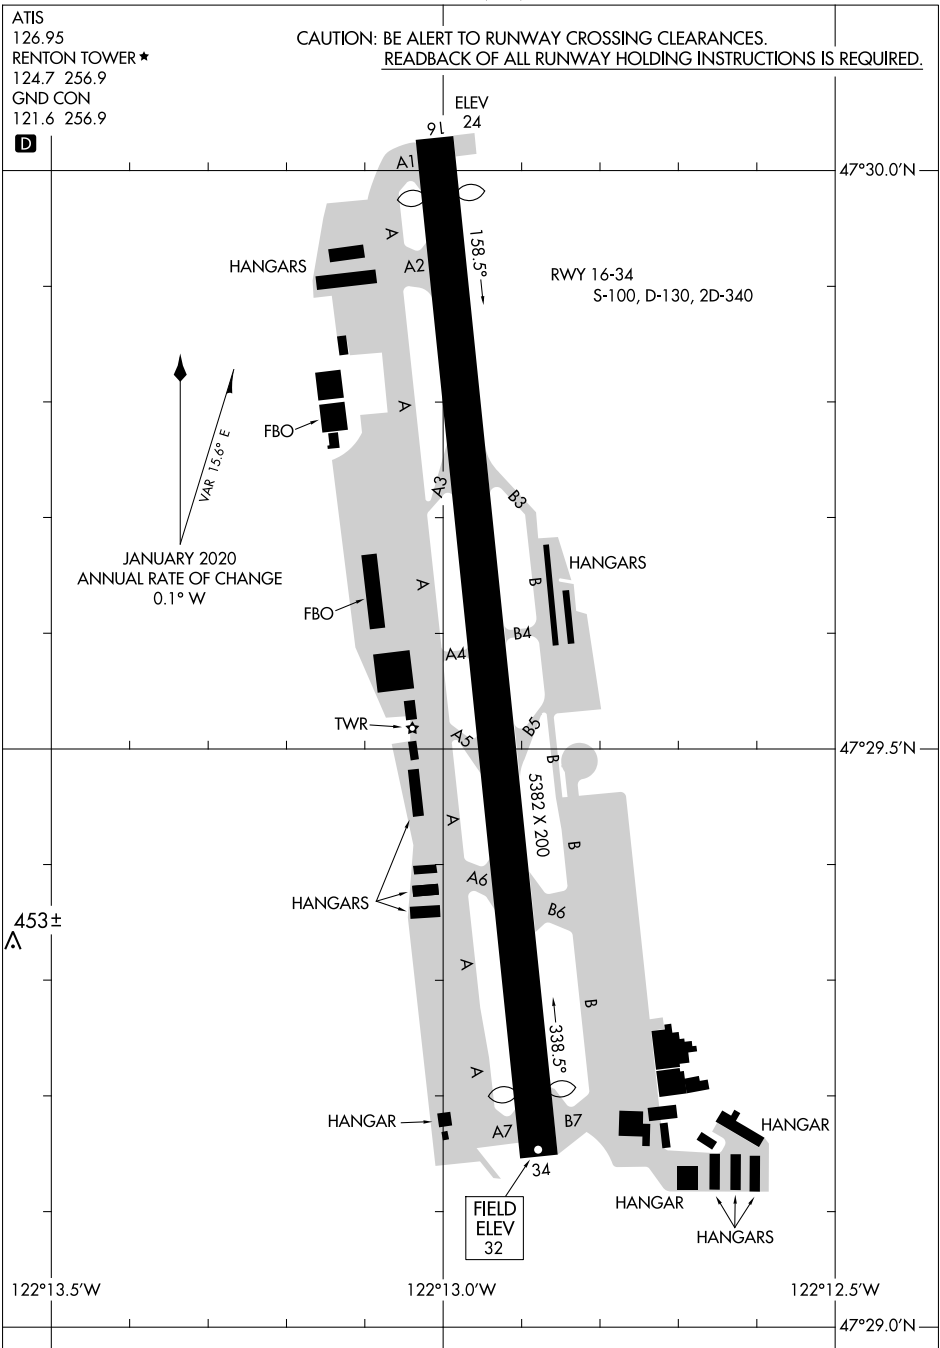 ATIS
126.95
RENTON TOWER★
124.7 256.9
GND CON
121.6 256.9
D
CAUTION: BE ALERT TO RUNWAY CROSSING CLEARANCES.
READBACK OF ALL RUNWAY HOLDING INSTRUCTIONS IS REQUIRED.
ELEV
24
16
A1
47°30.0'N
A
158.5°
HANGARS
A2
RWY 16-34
S-100, D-130, 2D-340
A
FBO
VAR 15.6° E
A3
B3
JANUARY 2020
ANNUAL RATE OF CHANGE
0.1° W
HANGARS
A
B
FBO
B4
A4
TWR
A5
B5
47°29.5'N
B
5382 X 200
A
B
A6
HANGARS
B6
453±
A
B
338.5°
A
HANGAR
A7
B7
HANGAR
34
FIELD
ELEV
32
HANGAR
HANGARS
122°13.5'W
122°13.0'W
122°12.5'W
47°29.0'N